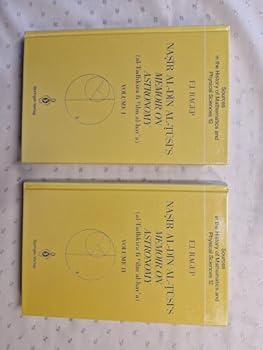 Sources
in the History of Mathematics and
Physical Sciences 12
F.J. RAGEP
NAṢĪR AL-DĪN AL-ṬŪSĪ'S
MEMOIR ON
ASTRONOMY
(al-Tadhkira fī ʿilm al-hayʾa)
VOLUME I
Springer-Verlag
Sources
in the History of Mathematics and
Physical Sciences 12
F.J. RAGEP
NAṢĪR AL-DĪN AL-ṬŪSĪ'S
MEMOIR ON
ASTRONOMY
(al-Tadhkira fī ʿilm al-hayʾa)
VOLUME II
Springer-Verlag